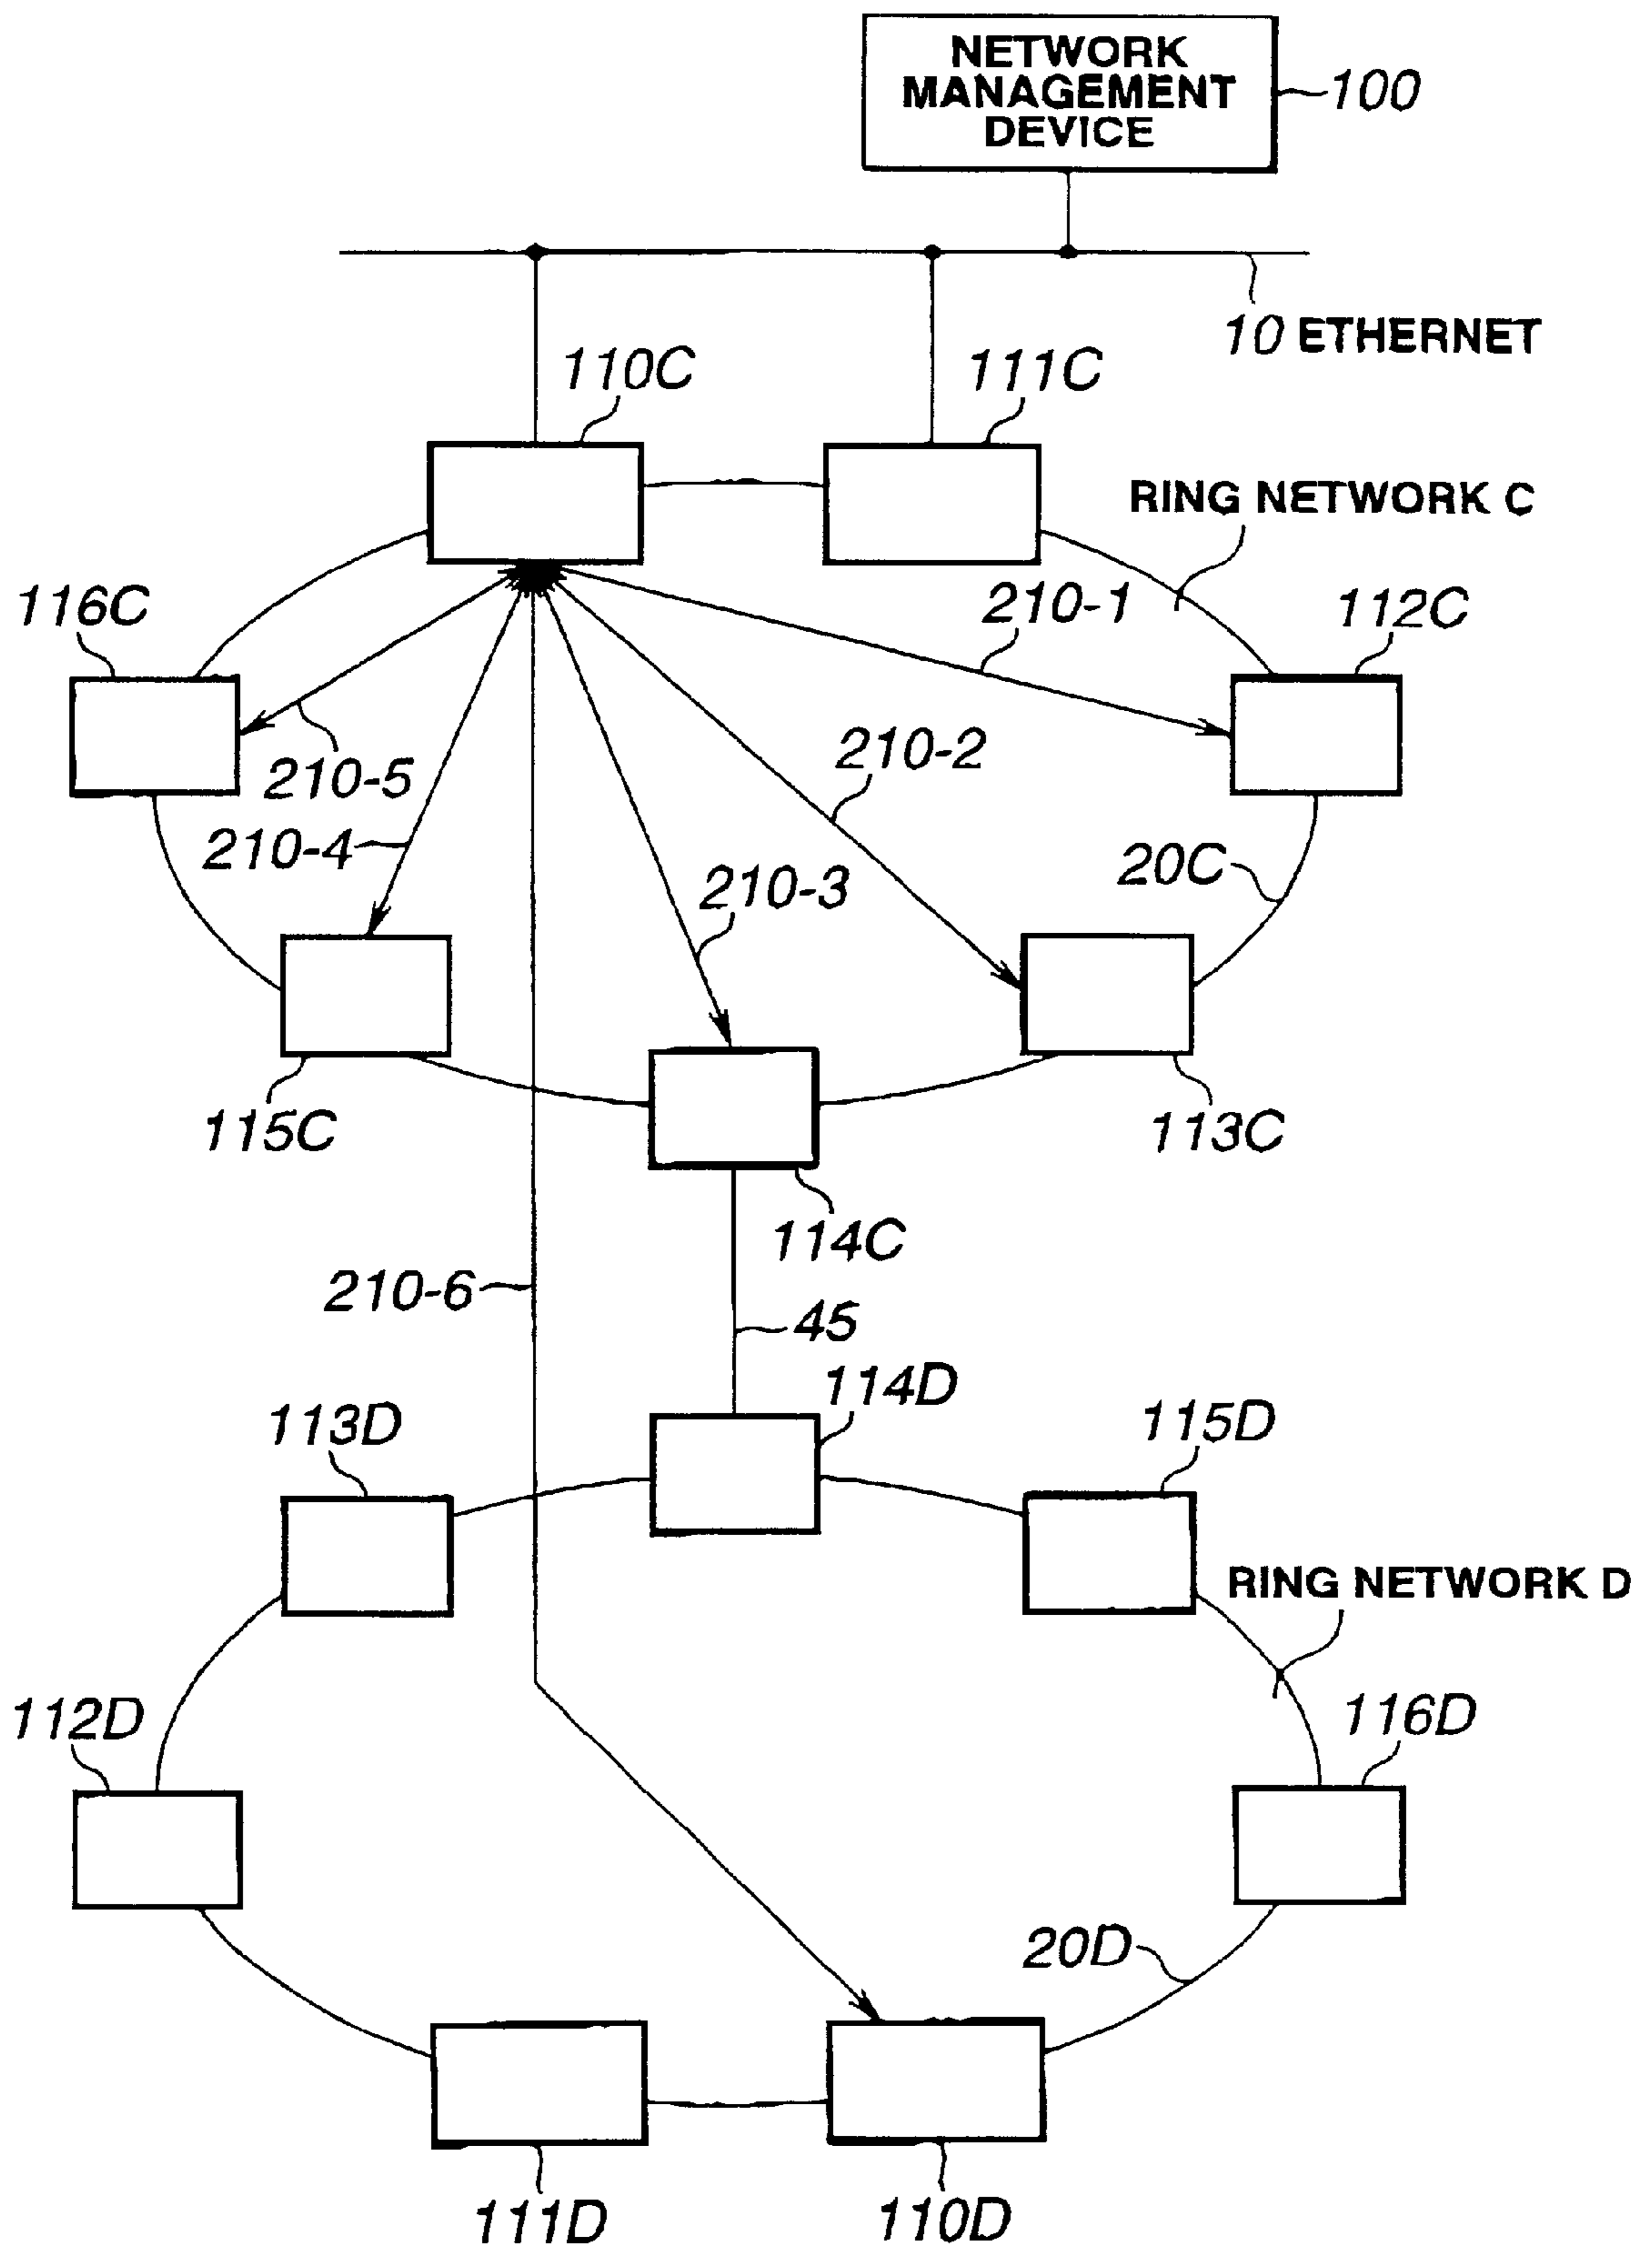 NETWORK
MANAGEMENT
DEVICE
100
10 ETHERNET
110C
111C
RING NETWORK C
116C
210-1
112C
210-5
210-2
210-4
20C
210-3
115C
113C
114C
210-6
45
114D
113D
115D
RING NETWORK D
112D
116D
20D
111D
110D